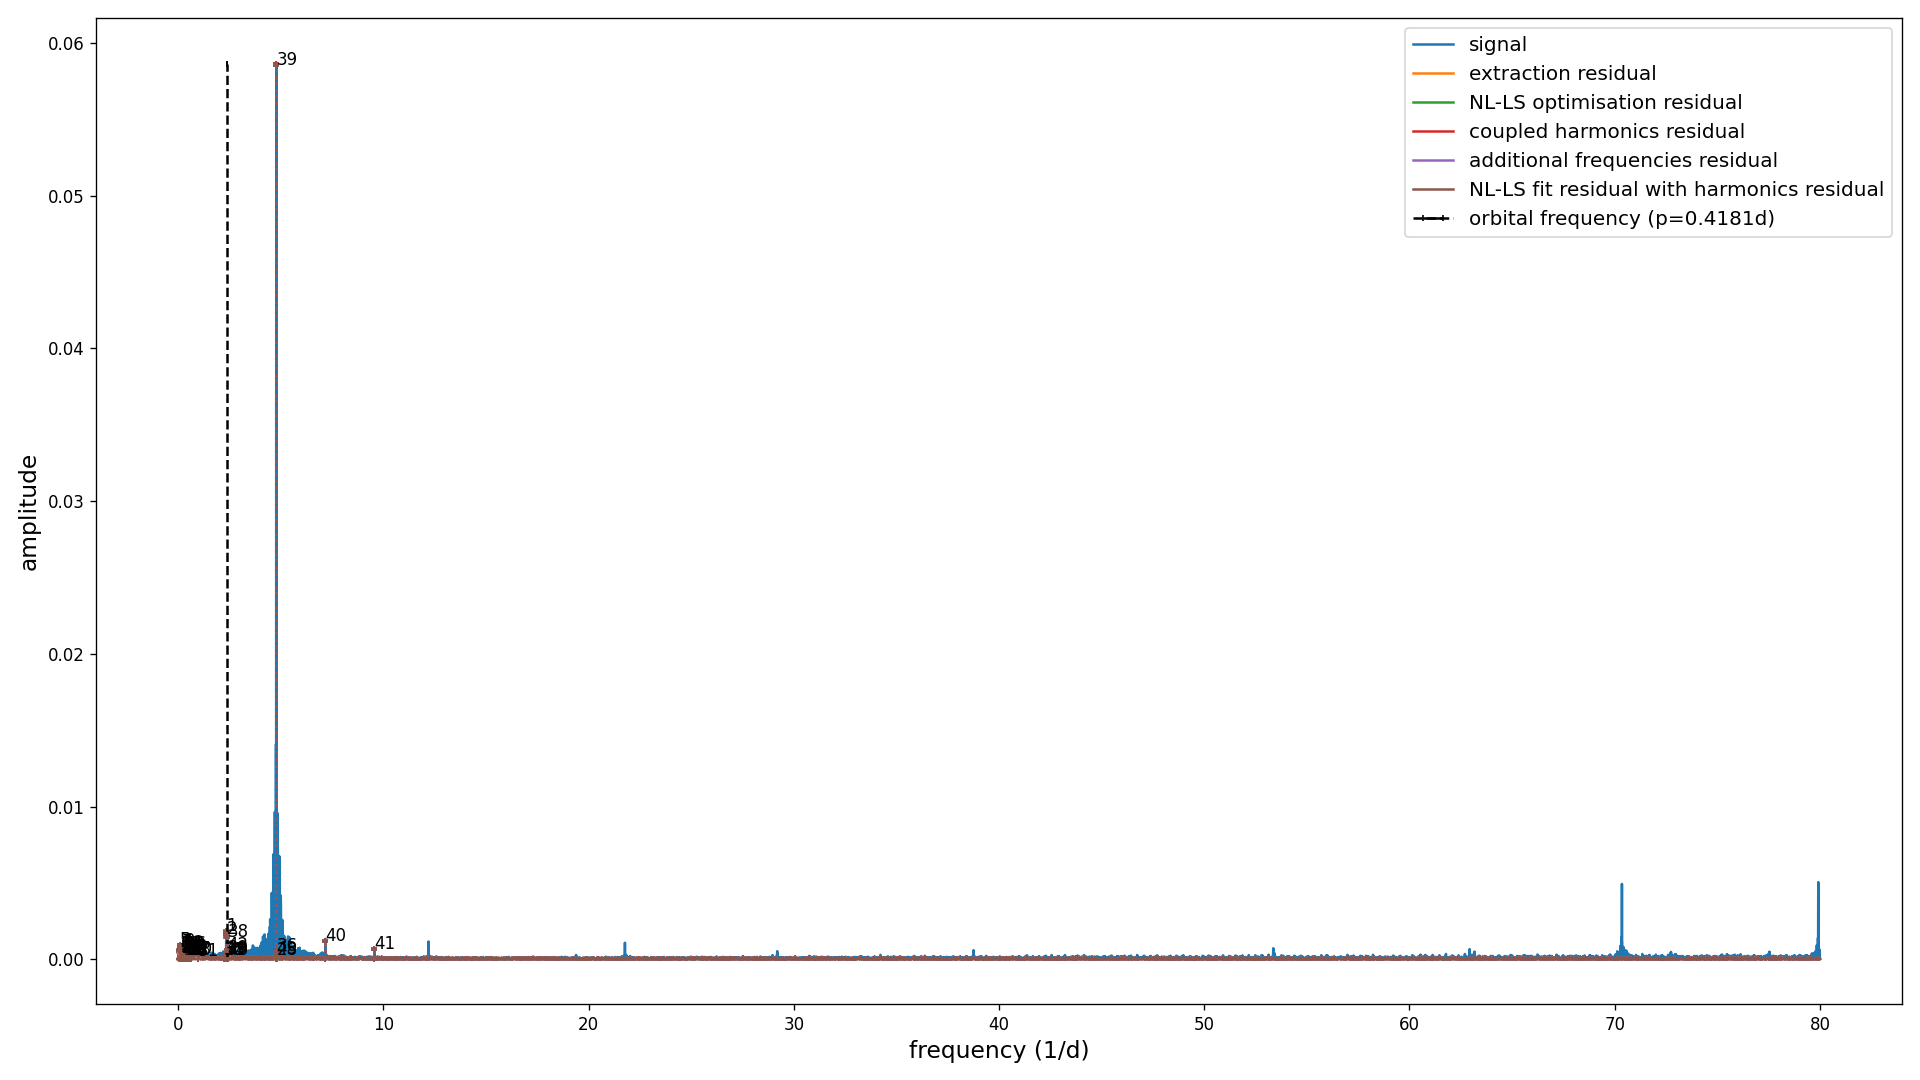 0.06
0.05
0.04
0.03
0.02
0.01
0.00
amplitude
0
10
20
30
40
50
60
70
80
frequency (1/d)
signal
extraction residual
NL-LS optimisation residual
coupled harmonics residual
additional frequencies residual
NL-LS fit residual with harmonics residual
orbital frequency (p=0.4181d)
39
1
38
40
41